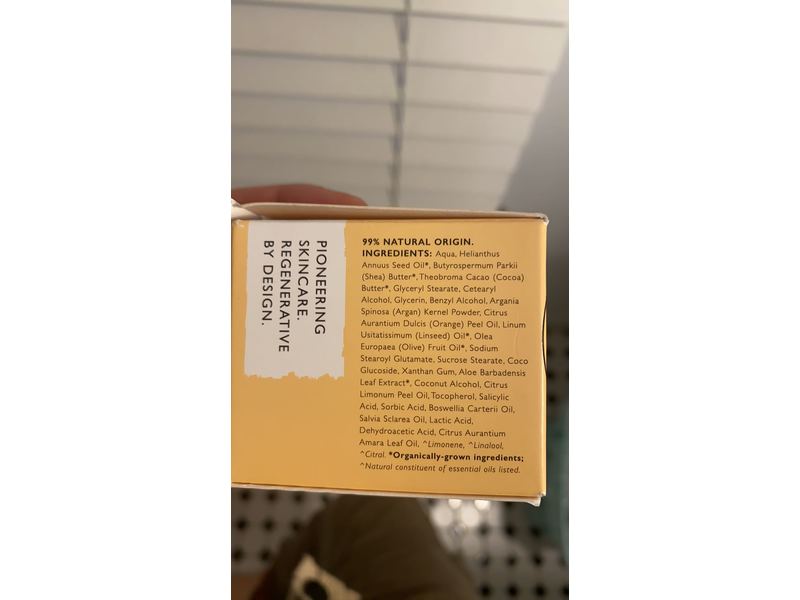 PIONEERING
SKINCARE.
REGENERATIVE
BY DESIGN.
99% NATURAL ORIGIN.
INGREDIENTS: Aqua, Helianthus
Annuus Seed Oil*, Butyrospermum Parkii
(Shea) Butter*, Theobroma Cacao (Cocoa)
Butter*, Glyceryl Stearate, Cetearyl
Alcohol, Glycerin, Benzyl Alcohol, Argania
Spinosa (Argan) Kernel Powder, Citrus
Aurantium Dulcis (Orange) Peel Oil, Linum
Usitatissimum (Linseed) Oil*, Olea
Europaea (Olive) Fruit Oil*, Sodium
Stearoyl Glutamate, Sucrose Stearate, Coco
Glucoside, Xanthan Gum, Aloe Barbadensis
Leaf Extract*, Coconut Alcohol, Citrus
Limonum Peel Oil, Tocopherol, Salicylic
Acid, Sorbic Acid, Boswellia Carterii Oil,
Salvia Sclarea Oil, Lactic Acid,
Dehydroacetic Acid, Citrus Aurantium
Amara Leaf Oil, ^Limonene, ^Linalool,
^Citral. *Organically-grown ingredients;
^Natural constituent of essential oils listed.